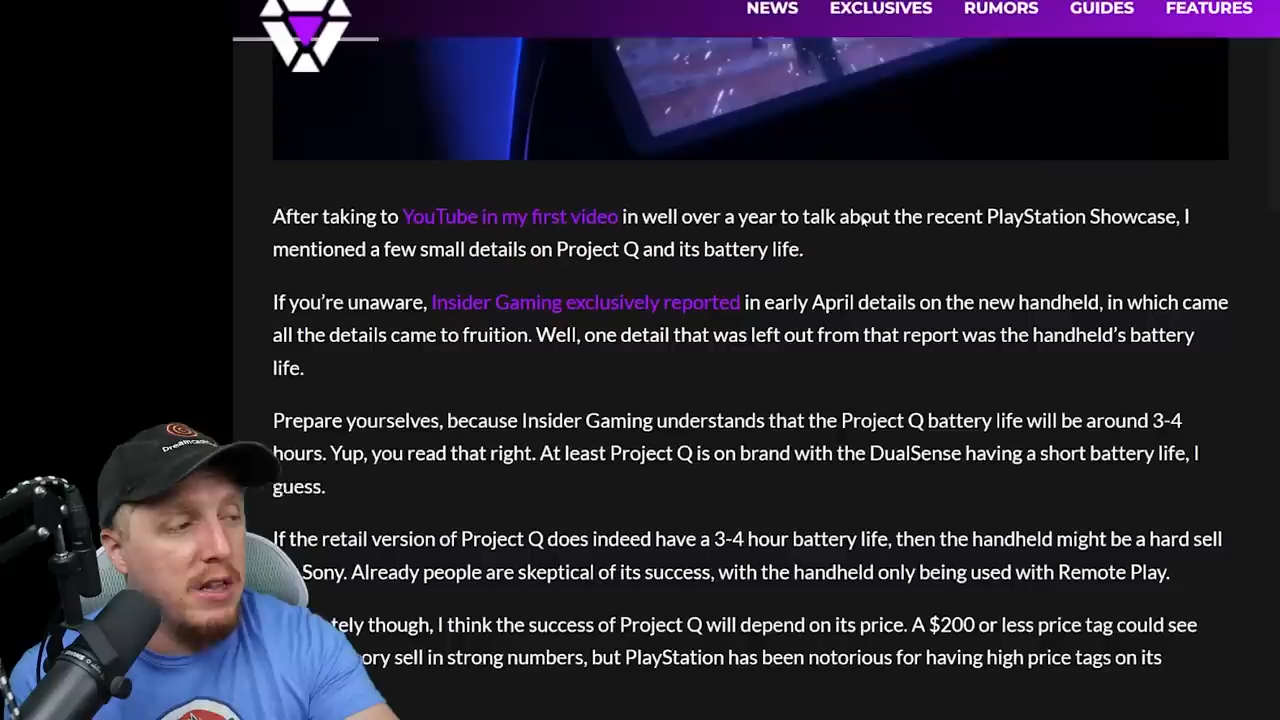 NEWS EXCLUSIVES RUMORS GUIDES FEATURES
After taking to YouTube in my first video in well over a year to talk about the recent PlayStation Showcase, I
mentioned a few small details on Project Q and its battery life.
If you're unaware, Insider Gaming exclusively reported in early April details on the new handheld, in which came
all the details came to fruition. Well, one detail that was left out from that report was the handheld's battery
life.
Prepare yourselves, because Insider Gaming understands that the Project Q battery life will be around 3-4
hours. Yup, you read that right. At least Project Q is on brand with the DualSense having a short battery life, I
guess.
If the retail version of Project Q does indeed have a 3-4 hour battery life, then the handheld might be a hard sell
Sony. Already people are skeptical of its success, with the handheld only being used with Remote Play.
tely though, I think the success of Project Q will depend on its price. A $200 or less price tag could see
ory sell in strong numbers, but PlayStation has been notorious for having high price tags on its